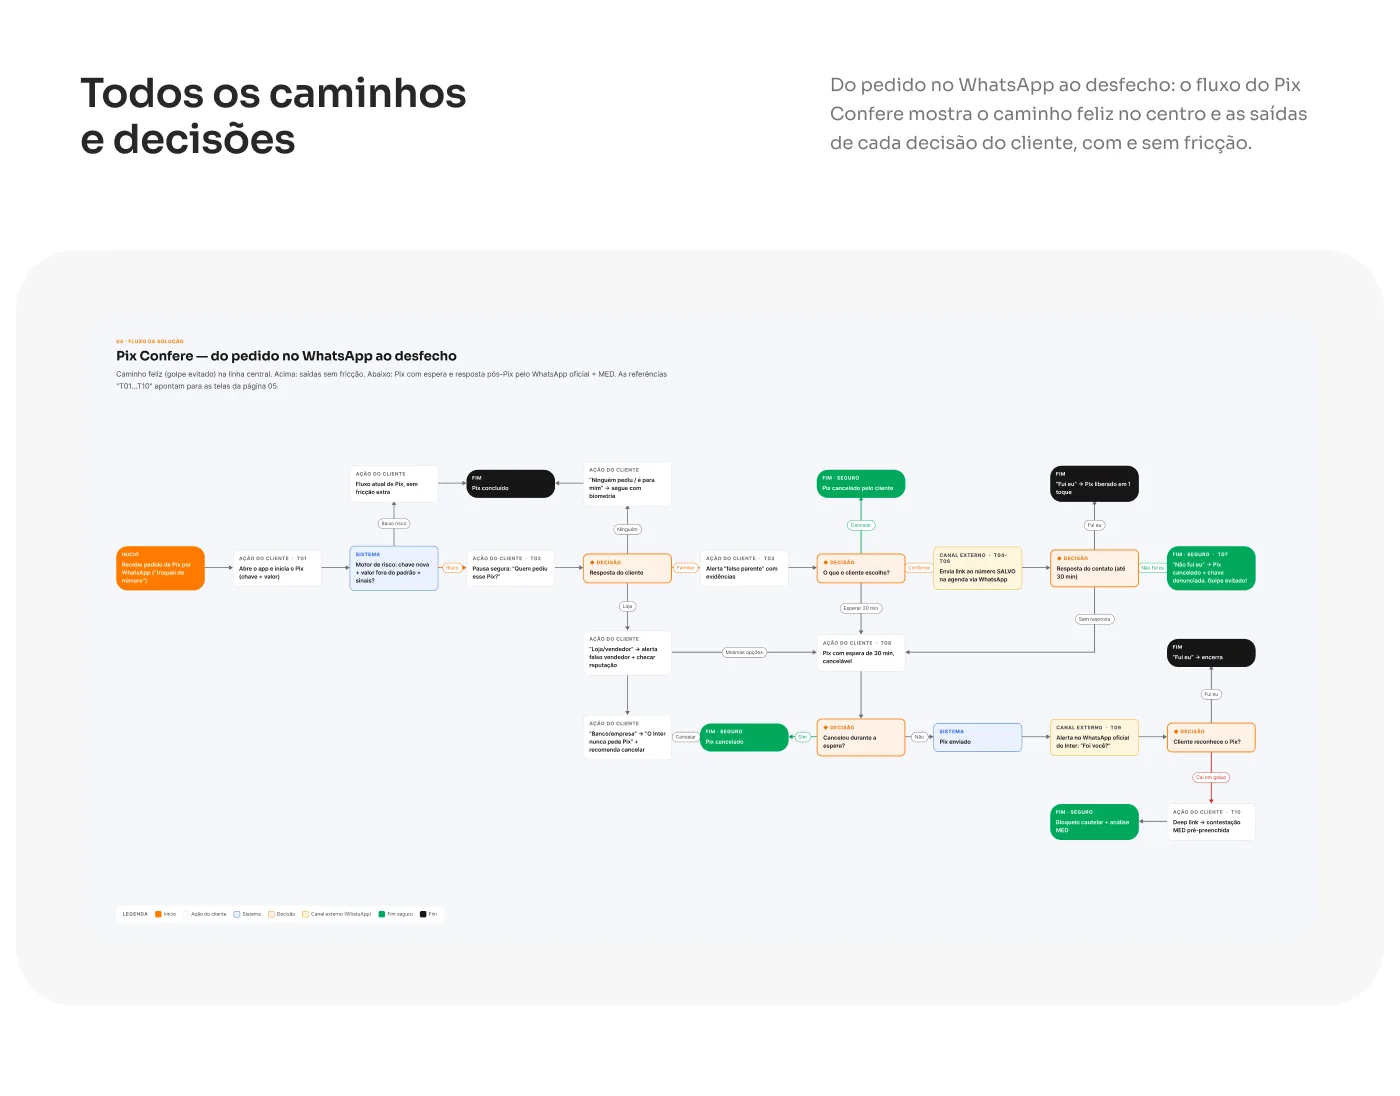 Todos os caminhos
e decisões
Do pedido no WhatsApp ao desfecho: o fluxo do Pix
Confere mostra o caminho feliz no centro e as saídas
de cada decisão do cliente, com e sem fricção.
04 · FLUXO DA SOLUÇÃO
Pix Confere — do pedido no WhatsApp ao desfecho
Caminho feliz (golpe evitado) na linha central. Acima: saídas sem fricção. Abaixo: Pix com espera e resposta pós-Pix pelo WhatsApp oficial + MED. As referências
"T01…T10" apontam para as telas da página 05.
AÇÃO DO CLIENTE
Fluxo atual de Pix, sem
fricção extra
FIM
Pix concluído
AÇÃO DO CLIENTE
"Ninguém pediu / é para
mim" → segue com
biometria
FIM · SEGURO
Pix cancelado pelo cliente
FIM
"Fui eu" → Pix liberado em 1
toque
Baixo risco
Ninguém
Cancelar
Fui eu
INÍCIO
Recebe pedido de Pix por
WhatsApp ("troquei de
número")
AÇÃO DO CLIENTE · T01
Abre o app e inicia o Pix
(chave + valor)
SISTEMA
Motor de risco: chave nova
+ valor fora do padrão +
sinais?
Risco
AÇÃO DO CLIENTE · T02
Pausa segura: "Quem pediu
esse Pix?"
◆ DECISÃO
Resposta do cliente
Familiar
AÇÃO DO CLIENTE · T03
Alerta "falso parente" com
evidências
◆ DECISÃO
O que o cliente escolhe?
Confirmar
CANAL EXTERNO · T04-
T06
Envia link ao número SALVO
na agenda via WhatsApp
◆ DECISÃO
Resposta do contato (até
30 min)
Não fui eu
FIM · SEGURO · T07
"Não fui eu" → Pix
cancelado + chave
denunciada. Golpe evitado!
Loja
Esperar 30 min
Sem resposta
AÇÃO DO CLIENTE
"Loja/vendedor" → alerta
falso vendedor + checar
reputação
Mesmas opções
AÇÃO DO CLIENTE · T08
Pix com espera de 30 min,
cancelável
FIM
"Fui eu" → encerra
Fui eu
AÇÃO DO CLIENTE
"Banco/empresa" → "O Inter
nunca pede Pix" +
recomenda cancelar
Cancelar
FIM · SEGURO
Pix cancelado
Sim
◆ DECISÃO
Cancelou durante a
espera?
Não
SISTEMA
Pix enviado
CANAL EXTERNO · T09
Alerta no WhatsApp oficial
do Inter: "Foi você?"
◆ DECISÃO
Cliente reconhece o Pix?
Caí em golpe
FIM · SEGURO
Bloqueio cautelar + análise
MED
AÇÃO DO CLIENTE · T10
Deep link → contestação
MED pré-preenchida
LEGENDA
Início
Ação do cliente
Sistema
Decisão
Canal externo (WhatsApp)
Fim seguro
Fim